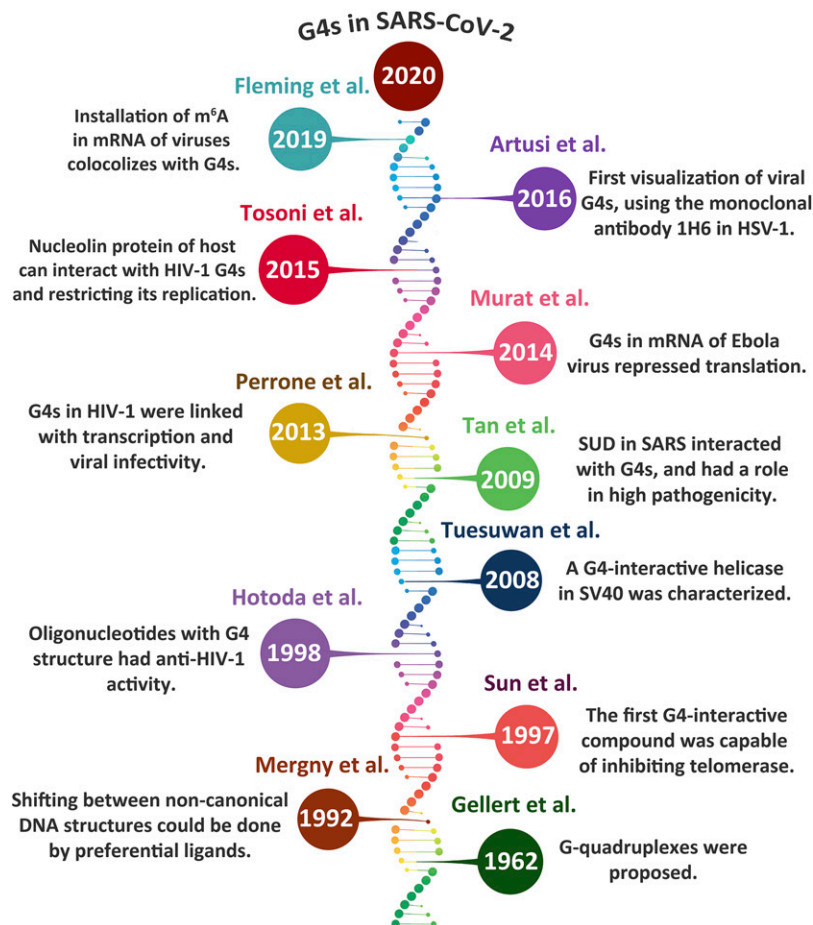 G4s in SARS-CoV-2
2020
Fleming et al.
2019
Installation of m⁶A
in mRNA of viruses
colocolizes with G4s.
Artusi et al.
2016
First visualization of viral
G4s, using the monoclonal
antibody 1H6 in HSV-1.
Tosoni et al.
2015
Nucleolin protein of host
can interact with HIV-1 G4s
and restricting its replication.
Murat et al.
2014
G4s in mRNA of Ebola
virus repressed translation.
Perrone et al.
2013
G4s in HIV-1 were linked
with transcription and
viral infectivity.
Tan et al.
2009
SUD in SARS interacted
with G4s, and had a role
in high pathogenicity.
Tuesuwan et al.
2008
A G4-interactive helicase
in SV40 was characterized.
Hotoda et al.
1998
Oligonucleotides with G4
structure had anti-HIV-1
activity.
Sun et al.
1997
The first G4-interactive
compound was capable
of inhibiting telomerase.
Mergny et al.
1992
Shifting between non-canonical
DNA structures could be done
by preferential ligands.
Gellert et al.
1962
G-quadruplexes were
proposed.